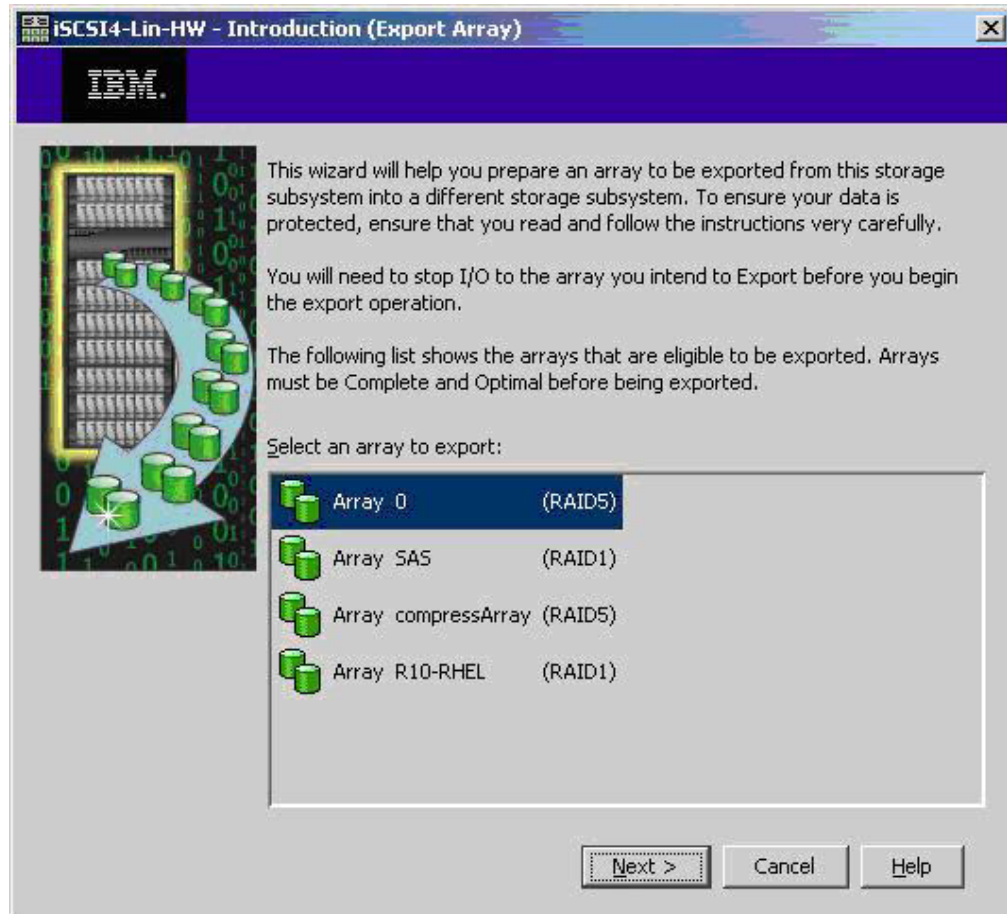 iSCSI4-Lin-HW - Introduction (Export Array)
IBM.
This wizard will help you prepare an array to be exported from this storage
subsystem into a different storage subsystem. To ensure your data is
protected, ensure that you read and follow the instructions very carefully.
You will need to stop I/O to the array you intend to Export before you begin
the export operation.
The following list shows the arrays that are eligible to be exported. Arrays
must be Complete and Optimal before being exported.
Select an array to export:
Array 0 (RAID5)
Array SAS (RAID1)
Array compressArray (RAID5)
Array R10-RHEL (RAID1)
Next > Cancel Help